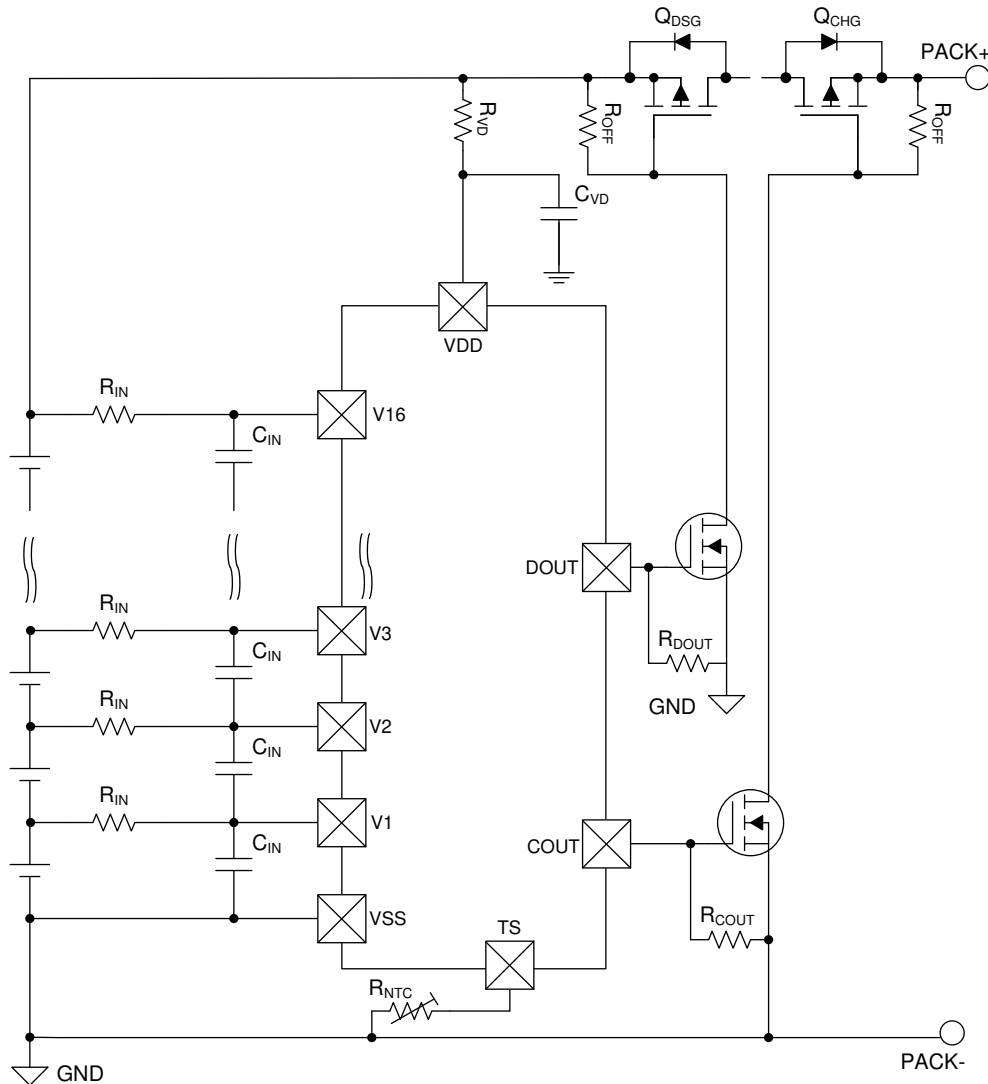 QDSG
QCHG
PACK+
RVD
ROFF
ROFF
CVD
VDD
RIN
V16
CIN
DOUT
RIN
V3
CIN
RDOUT
RIN
V2
GND
CIN
RIN
V1
COUT
CIN
VSS
TS
RCOUT
RNTC
GND
PACK-